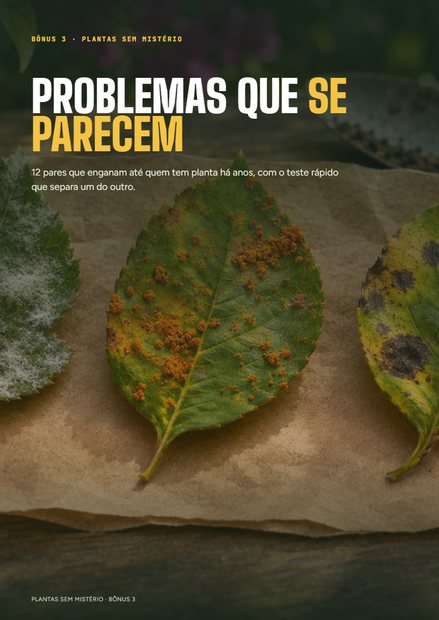 BÔNUS 3 · PLANTAS SEM MISTÉRIO
PROBLEMAS QUE SE
PARECEM
12 pares que enganam até quem tem planta há anos, com o teste rápido
que separa um do outro.
PLANTAS SEM MISTÉRIO · BÔNUS 3